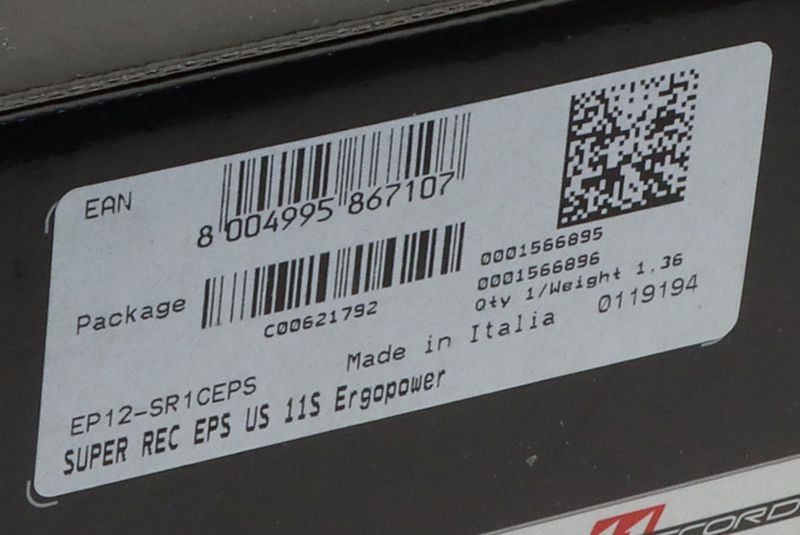 EAN
8 004995 867107
0001566895
0001566896
Qty 1/Weight 1,36
Package
C00621792
Made in Italia 0119194
EP12-SR1CEPS
SUPER REC EPS US 11S Ergopower
11